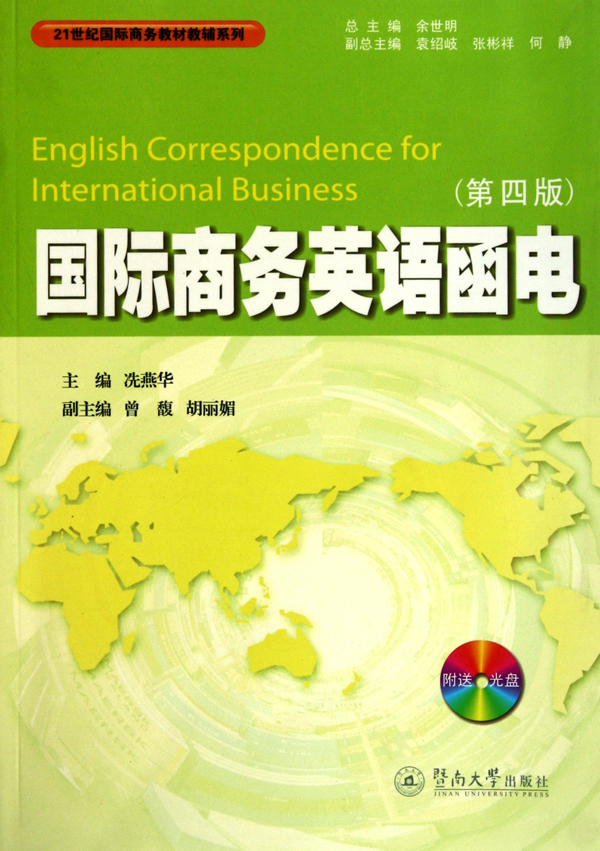 21世纪国际商务教材教辅系列
总主编 余世明
副总主编 袁绍岐 张彬祥 何静
English Correspondence for
International Business
(第四版)
国际商务英语函电
主编 冼燕华
副主编 曾馥 胡丽媚
附送光盘
暨南大学出版社
JINAN UNIVERSITY PRESS